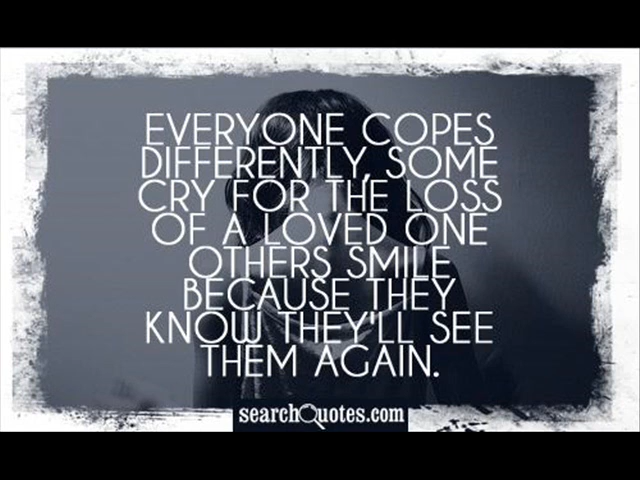 EVERYONE COPES
DIFFERENTLY, SOME
CRY FOR THE LOSS
OF A LOVED ONE
OTHERS SMILE
BECAUSE THEY
KNOW THEY'LL SEE
THEM AGAIN.
searchQuotes.com